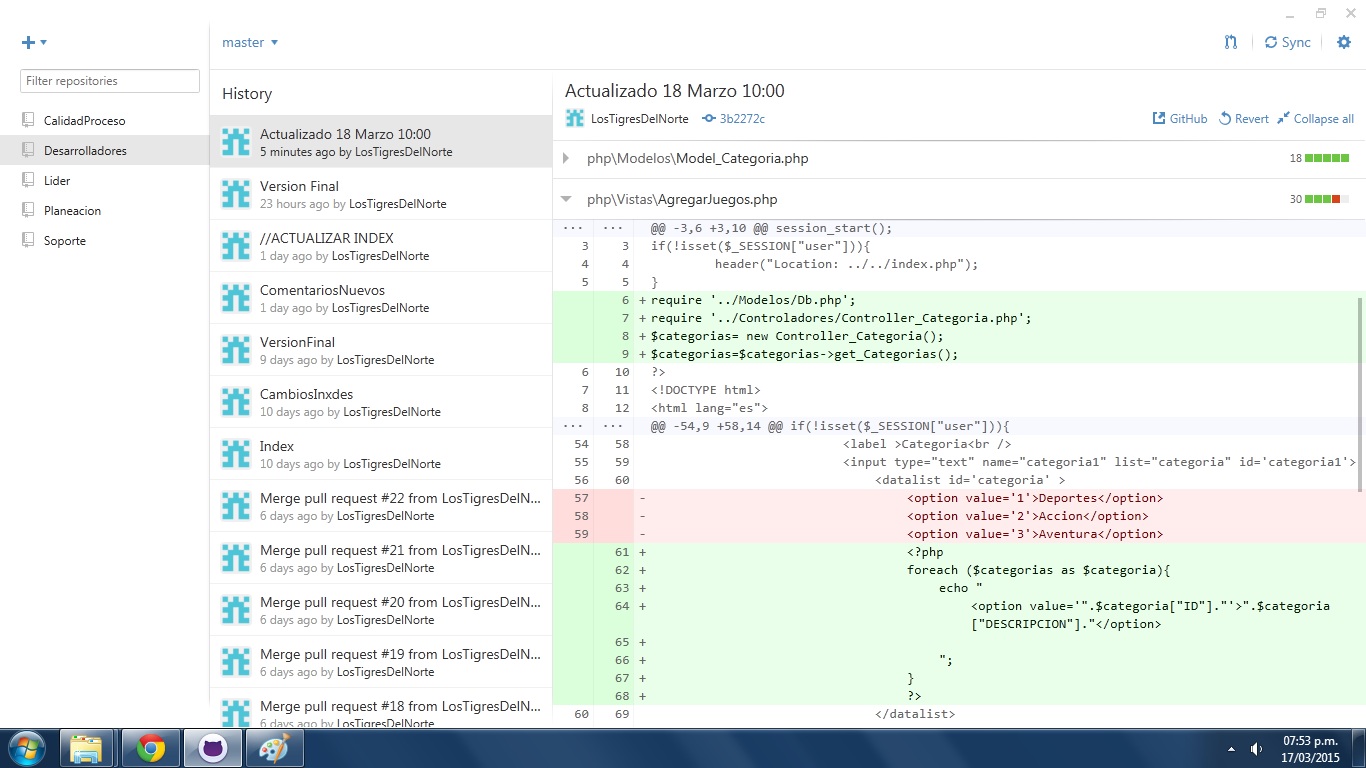 master
Sync
Filter repositories
CalidadProceso
Desarrolladores
Lider
Planeacion
Soporte
History
Actualizado 18 Marzo 10:00
5 minutes ago by LosTigresDelNorte
Version Final
23 hours ago by LosTigresDelNorte
//ACTUALIZAR INDEX
1 day ago by LosTigresDelNorte
ComentariosNuevos
1 day ago by LosTigresDelNorte
VersionFinal
9 days ago by LosTigresDelNorte
CambiosInxdes
10 days ago by LosTigresDelNorte
Index
10 days ago by LosTigresDelNorte
Merge pull request #22 from LosTigresDelN...
6 days ago by LosTigresDelNorte
Merge pull request #21 from LosTigresDelN...
6 days ago by LosTigresDelNorte
Merge pull request #20 from LosTigresDelN...
6 days ago by LosTigresDelNorte
Merge pull request #19 from LosTigresDelN...
6 days ago by LosTigresDelNorte
Merge pull request #18 from LosTigresDelN...
6 days ago by LosTigresDelNorte
Actualizado 18 Marzo 10:00
LosTigresDelNorte 3b2272c GitHub Revert Collapse all
php\Modelos\Model_Categoria.php 18
php\Vistas\AgregarJuegos.php 30
... ... @@ -3,6 +3,10 @@ session_start();
3 3 if(!isset($_SESSION["user"])){
4 4 header("Location: ../../index.php");
5 5 }
6 + require '../Modelos/Db.php';
7 + require '../Controladores/Controller_Categoria.php';
8 + $categorias= new Controller_Categoria();
9 + $categorias=$categorias->get_Categorias();
6 10 ?>
7 11 <!DOCTYPE html>
8 12 <html lang="es">
... ... @@ -54,9 +58,14 @@ if(!isset($_SESSION["user"])){
54 58 <label >Categoria<br />
55 59 <input type="text" name="categoria1" list="categoria" id='categoria1'>
56 60 <datalist id='categoria' >
57 - <option value='1'>Deportes</option>
58 - <option value='2'>Accion</option>
59 - <option value='3'>Aventura</option>
61 + <?php
62 + foreach ($categorias as $categoria){
63 + echo "
64 + <option value='".$categoria["ID"]."'>".$categoria
["DESCRIPCION"]."</option>
65 +
66 + ";
67 + }
68 + ?>
60 69 </datalist>
07:53 p.m.
17/03/2015